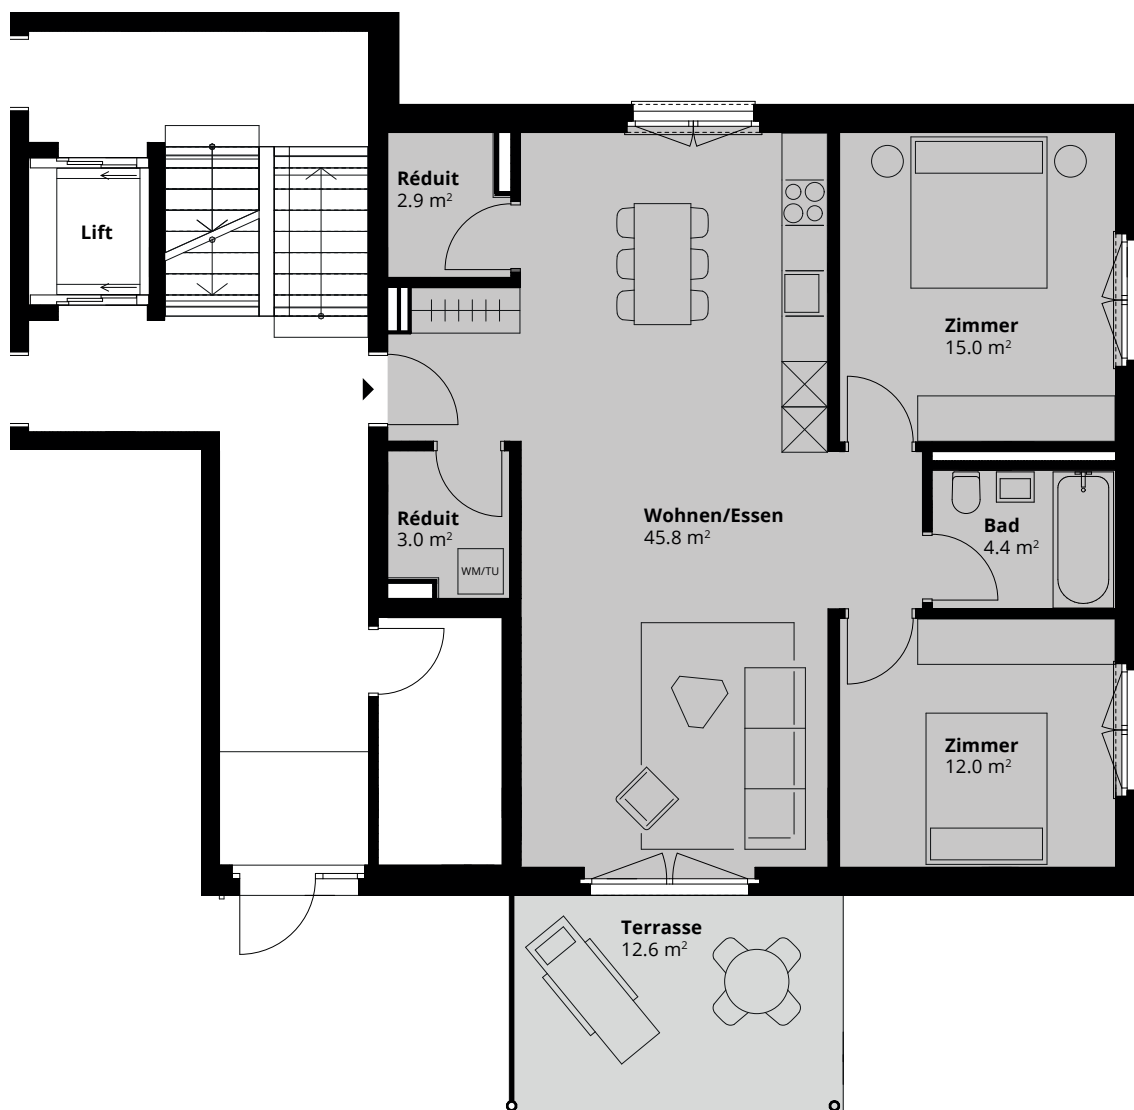 Réduit
2.9 m²
Lift
Zimmer
15.0 m²
Réduit
3.0 m²
WM/TU
Wohnen/Essen
45.8 m²
Bad
4.4 m²
Zimmer
12.0 m²
Terrasse
12.6 m²